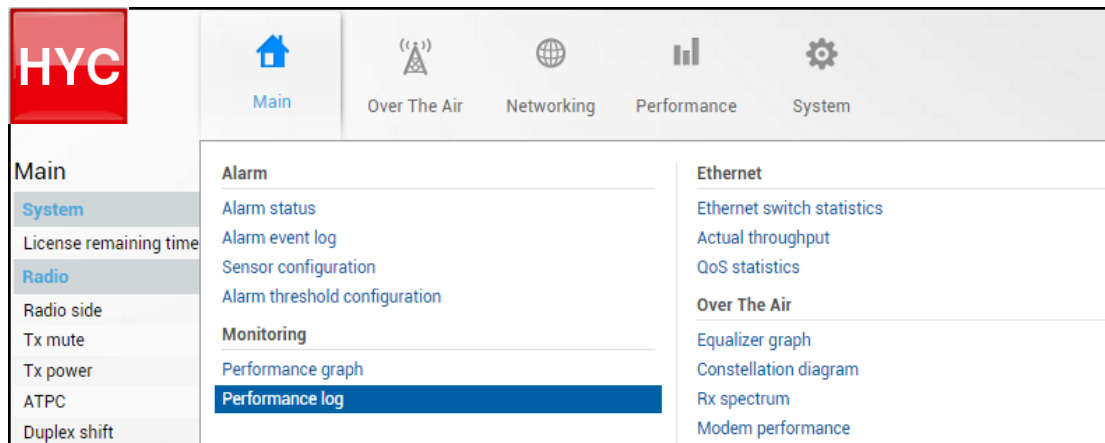 HYC
Main
Over The Air
Networking
Performance
System
Main
System
License remaining time
Radio
Radio side
Tx mute
Tx power
ATPC
Duplex shift
Alarm
Alarm status
Alarm event log
Sensor configuration
Alarm threshold configuration
Monitoring
Performance graph
Performance log
Ethernet
Ethernet switch statistics
Actual throughput
QoS statistics
Over The Air
Equalizer graph
Constellation diagram
Rx spectrum
Modem performance